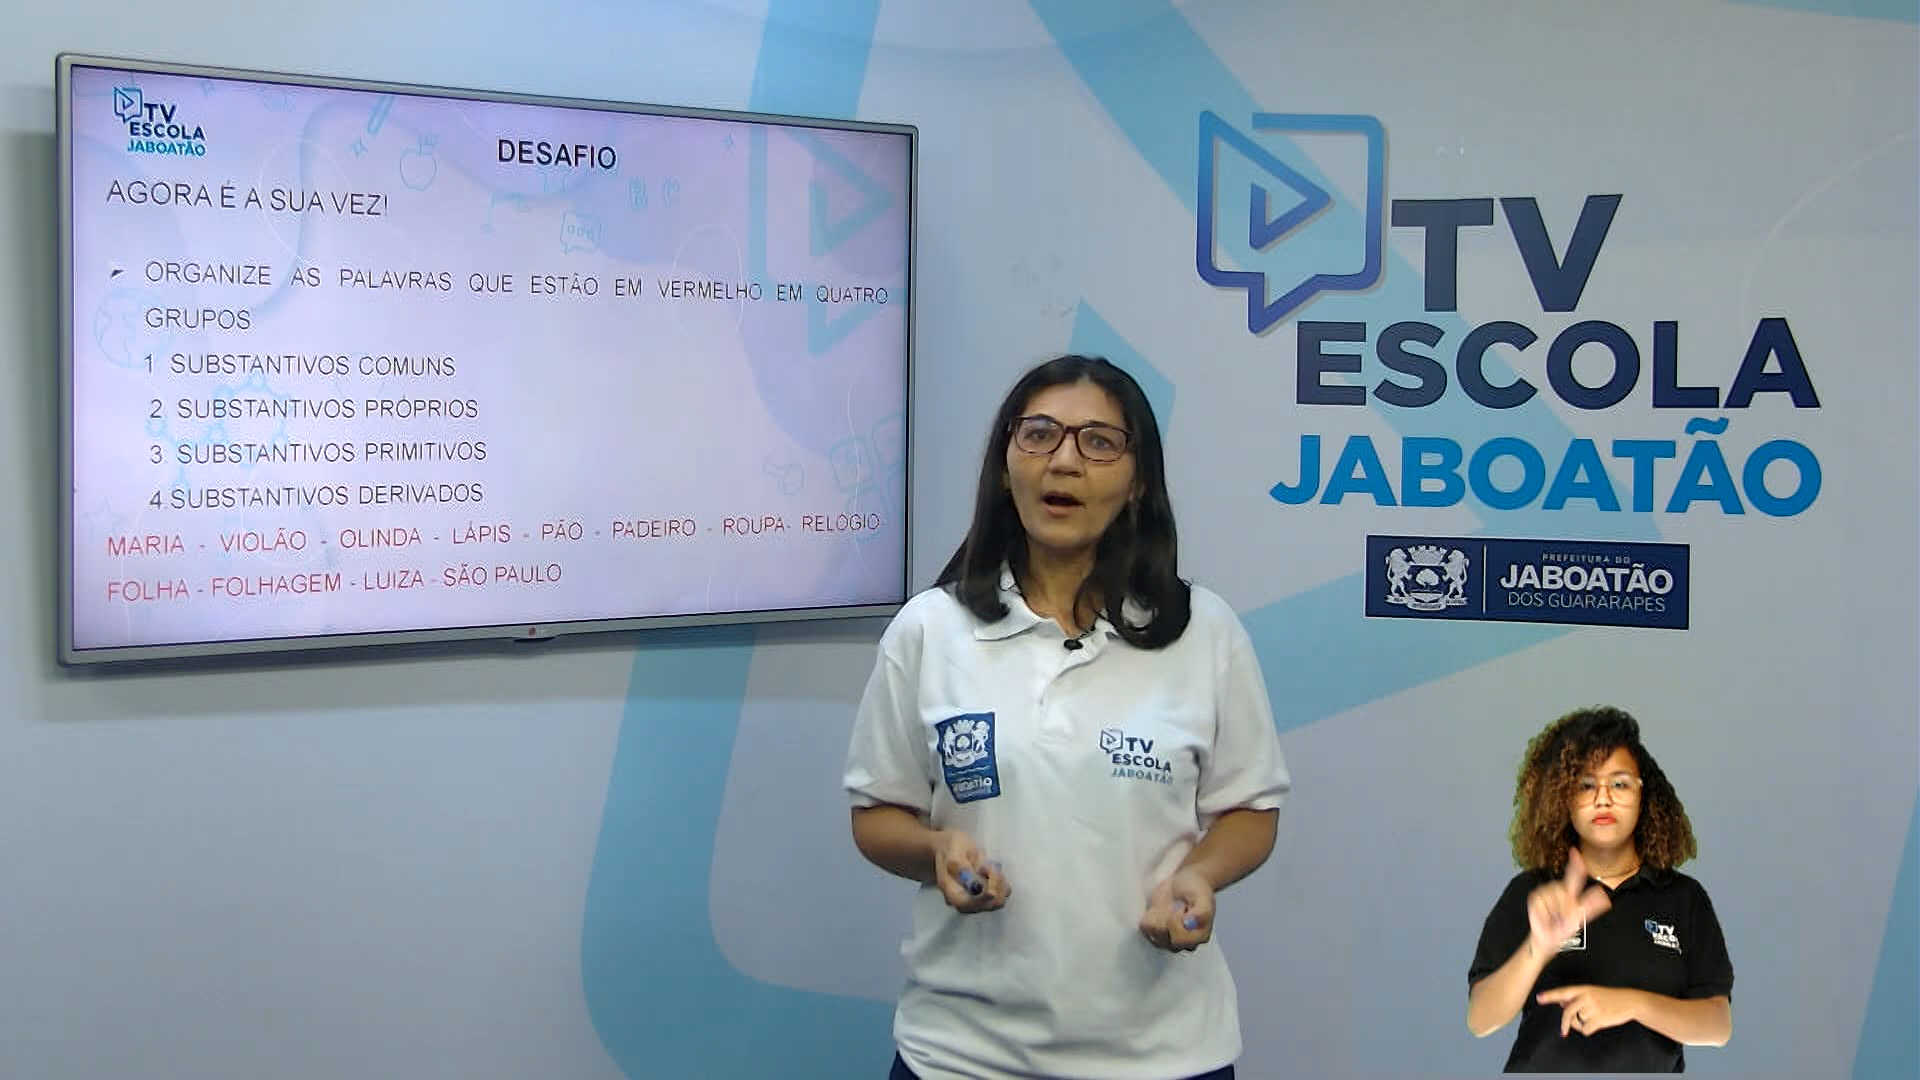 TV
ESCOLA
JABOATÃO
DESAFIO
AGORA É A SUA VEZ!
ORGANIZE AS PALAVRAS QUE ESTÃO EM VERMELHO EM QUATRO
GRUPOS
1 SUBSTANTIVOS COMUNS
2 SUBSTANTIVOS PRÓPRIOS
3 SUBSTANTIVOS PRIMITIVOS
4 SUBSTANTIVOS DERIVADOS
MARIA - VIOLÃO - OLINDA - LÁPIS - PÃO - PADEIRO - ROUPA- RELÓGIO-
FOLHA - FOLHAGEM - LUIZA - SÃO PAULO
TV
ESCOLA
JABOATÃO
PREFEITURA DO
JABOATÃO
DOS GUARARAPES
TV
ESCOLA
JABOATÃO
JABOATÃO
TV